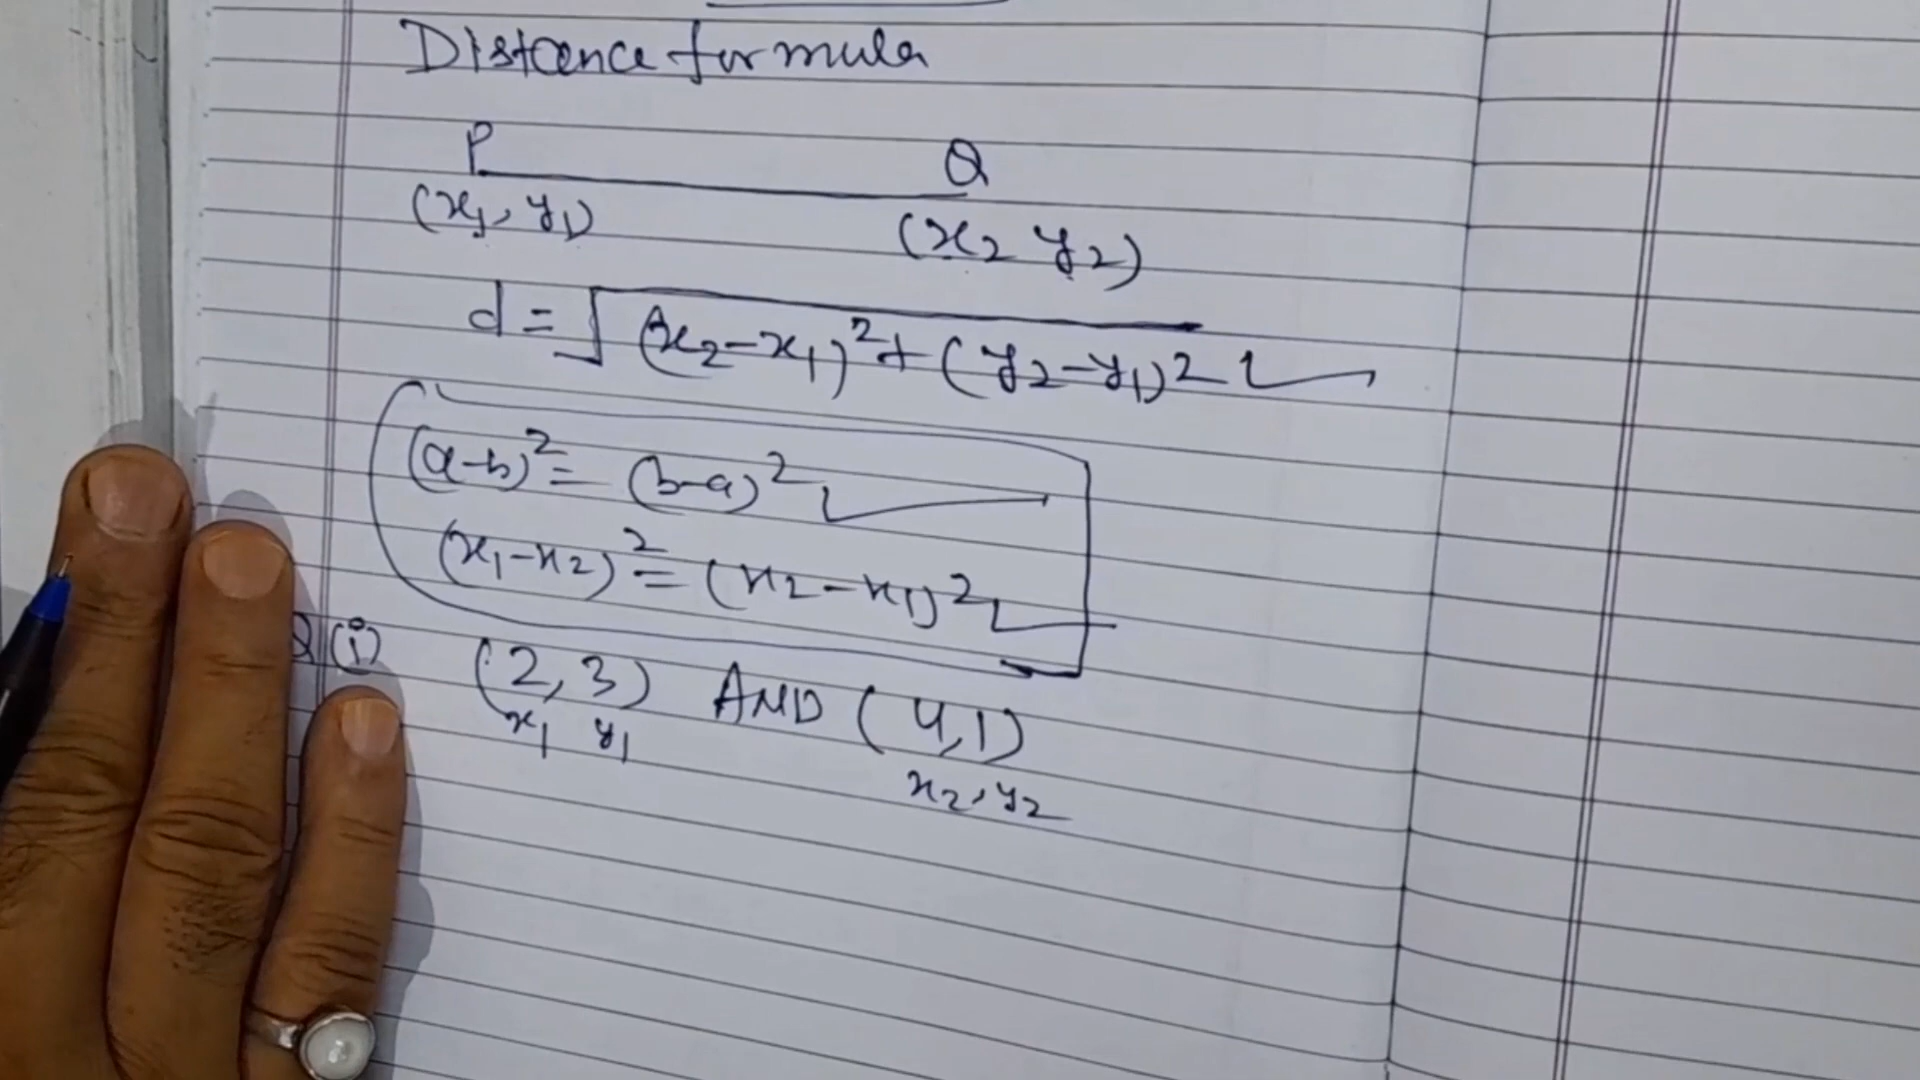 Distance formula
P Q
(x₁, y₁) (x₂ y₂)
d = √(x₂-x₁)² + (y₂-y₁)²
(a-b)² = (b-a)²
(x₁-x₂)² = (x₂-x₁)²
Q(i) (2,3) AND (4,1)
x₁ y₁ x₂, y₂